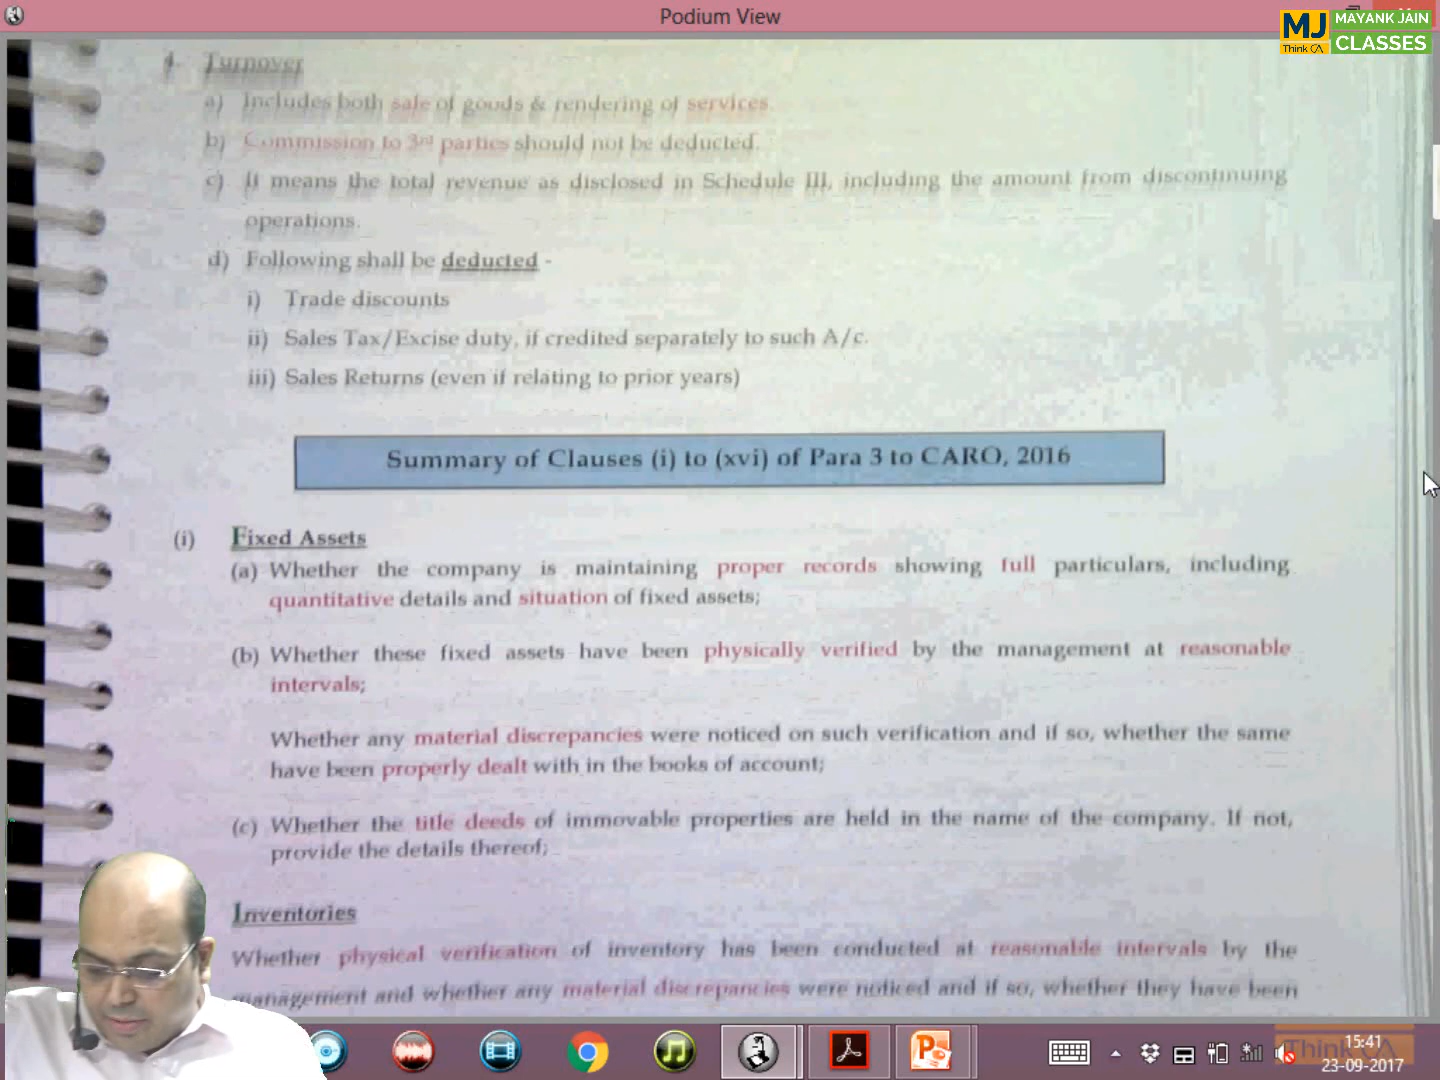 Podium View
MJ
Think CA
MAYANK JAIN
CLASSES
4. Turnover
a) Includes both sale of goods & rendering of services.
b) Commission to 3rd parties should not be deducted.
c) It means the total revenue as disclosed in Schedule III, including the amount from discontinuing
operations.
d) Following shall be deducted -
i) Trade discounts
ii) Sales Tax/Excise duty, if credited separately to such A/c.
iii) Sales Returns (even if relating to prior years)
Summary of Clauses (i) to (xvi) of Para 3 to CARO, 2016
(i) Fixed Assets
(a) Whether the company is maintaining proper records showing full particulars, including
quantitative details and situation of fixed assets;
(b) Whether these fixed assets have been physically verified by the management at reasonable
intervals;
Whether any material discrepancies were noticed on such verification and if so, whether the same
have been properly dealt with in the books of account;
(c) Whether the title deeds of immovable properties are held in the name of the company. If not,
provide the details thereof;
Inventories
Whether physical verification of inventory has been conducted at reasonable intervals by the
management and whether any material discrepancies were noticed and if so, whether they have been
Think CA
15:41
23-09-2017